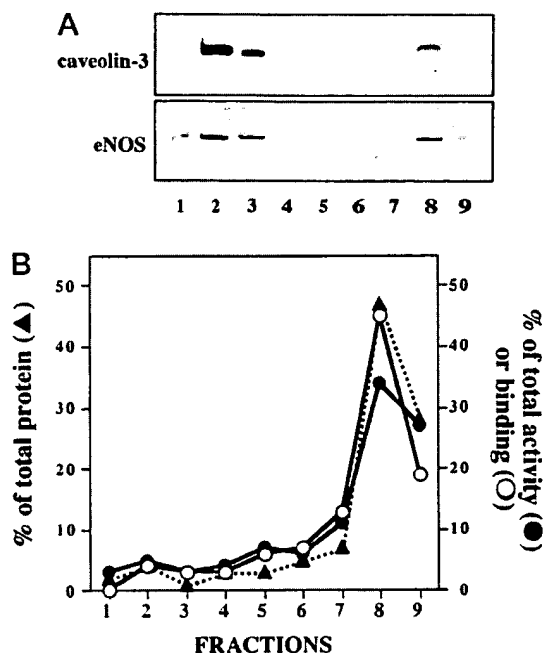 A
caveolin-3
eNOS
1 2 3 4 5 6 7 8 9
B
% of total protein (▲)
50
40
30
20
10
0
50
40
30
20
10
0
% of total activity (●)
or binding (○)
1 2 3 4 5 6 7 8 9
FRACTIONS